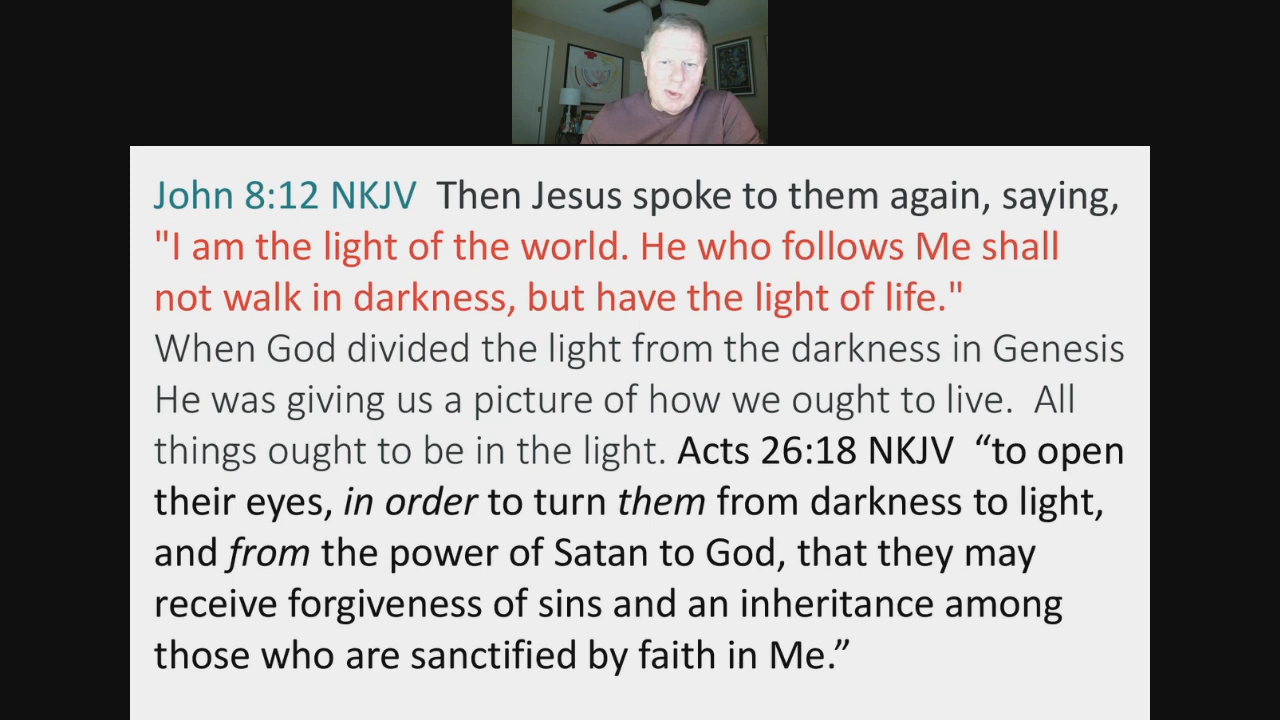 John 8:12 NKJV  Then Jesus spoke to them again, saying,
"I am the light of the world. He who follows Me shall
not walk in darkness, but have the light of life."
When God divided the light from the darkness in Genesis
He was giving us a picture of how we ought to live.  All
things ought to be in the light. Acts 26:18 NKJV  “to open
their eyes, in order to turn them from darkness to light,
and from the power of Satan to God, that they may
receive forgiveness of sins and an inheritance among
those who are sanctified by faith in Me.”